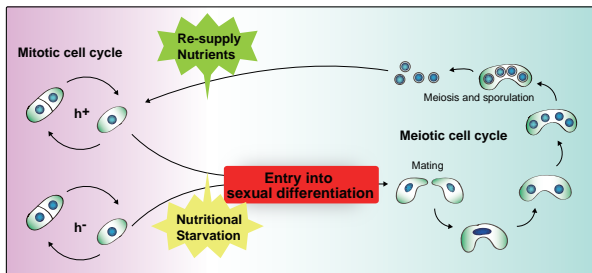 Mitotic cell cycle
h+
h-
Re-supply
Nutrients
Entry into
sexual differentiation
Nutritional
Starvation
Meiosis and sporulation
Meiotic cell cycle
Mating